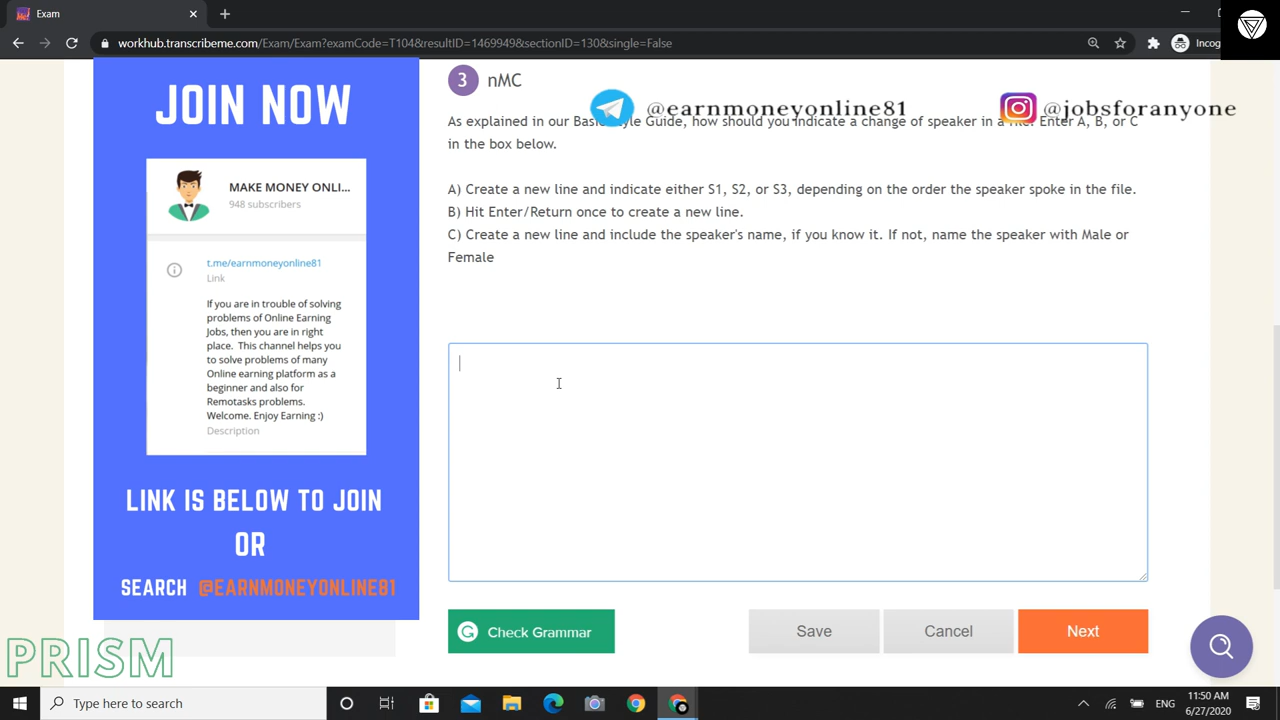 Exam
Incog
workhub.transcribeme.com/Exam/Exam?examCode=T104&resultID=1469949&sectionID=130&single=False
JOIN NOW
MAKE MONEY ONLI...
948 subscribers
t.me/earnmoneyonline81
Link
If you are in trouble of solving
problems of Online Earning
Jobs, then you are in right
place. This channel helps you
to solve problems of many
Online earning platform as a
beginner and also for
Remotasks problems.
Welcome. Enjoy Earning :)
Description
LINK IS BELOW TO JOIN
OR
SEARCH @EARNMONEYONLINE81
PRISM
3 nMC
@earnmoneyonline81
@jobsforanyone
As explained in our Basic Style Guide, how should you indicate a change of speaker in a file. Enter A, B, or C
in the box below.
A) Create a new line and indicate either S1, S2, or S3, depending on the order the speaker spoke in the file.
B) Hit Enter/Return once to create a new line.
C) Create a new line and include the speaker's name, if you know it. If not, name the speaker with Male or
Female
Check Grammar
Save
Cancel
Next
Type here to search
ENG
11:50 AM
6/27/2020